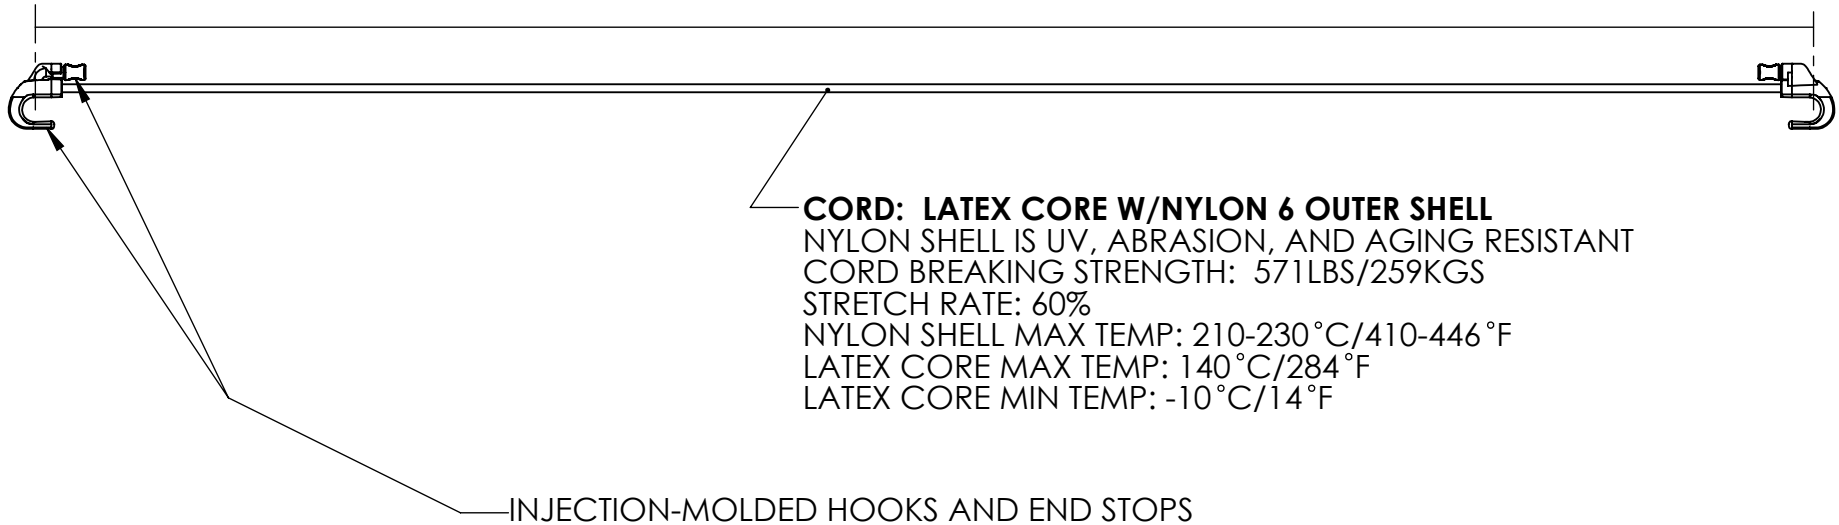 CORD: LATEX CORE W/NYLON 6 OUTER SHELL
NYLON SHELL IS UV, ABRASION, AND AGING RESISTANT
CORD BREAKING STRENGTH: 571LBS/259KGS
STRETCH RATE: 60%
NYLON SHELL MAX TEMP: 210-230°C/410-446°F
LATEX CORE MAX TEMP: 140°C/284°F
LATEX CORE MIN TEMP: -10°C/14°F
INJECTION-MOLDED HOOKS AND END STOPS